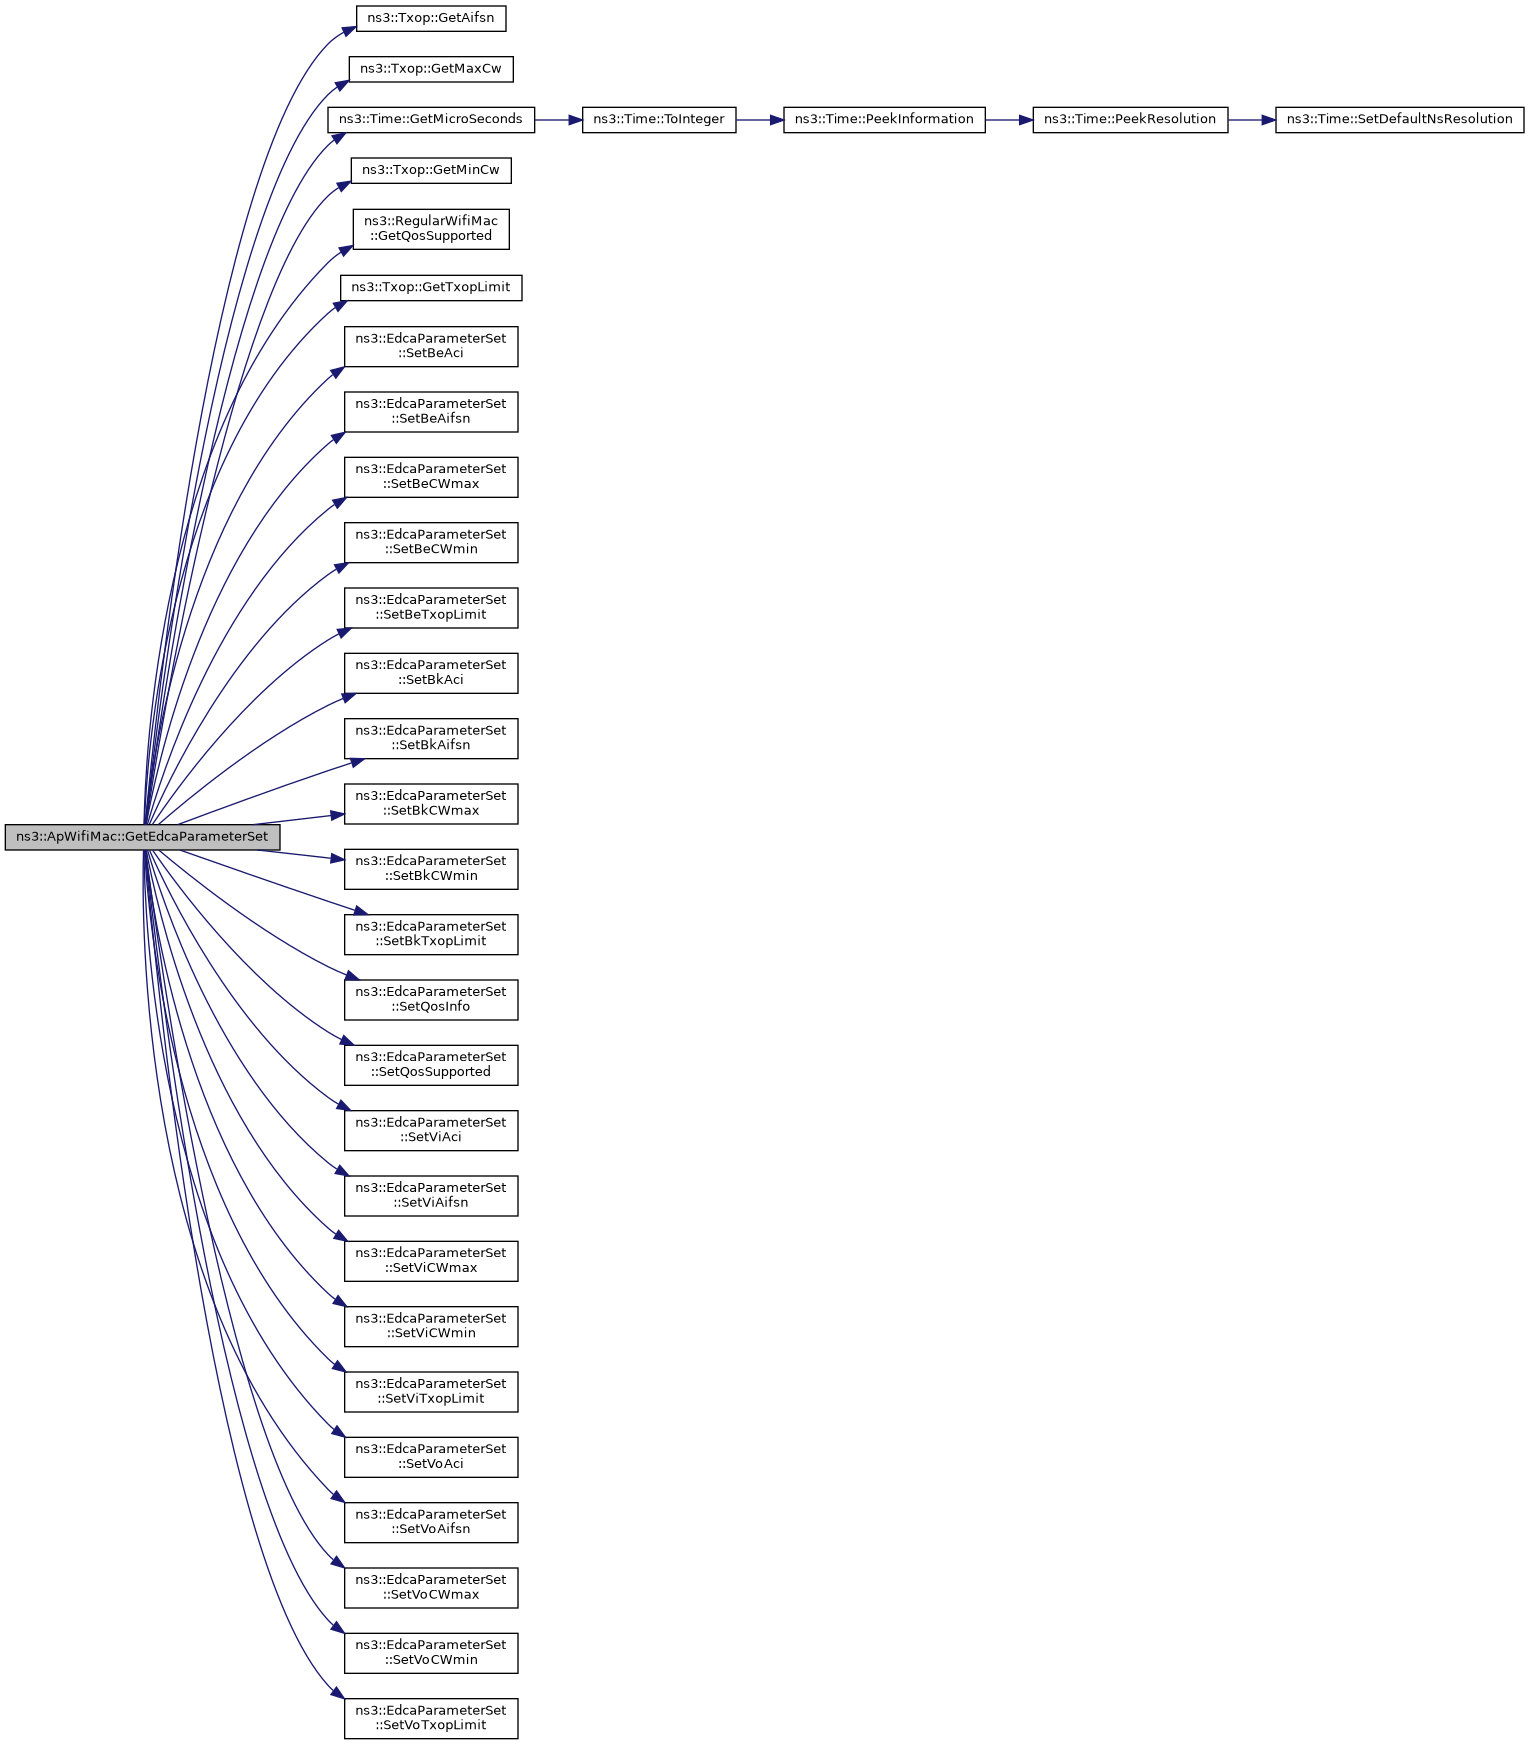 ns3::Txop::GetAifsn
ns3::Txop::GetMaxCw
ns3::Time::GetMicroSeconds
ns3::Time::ToInteger
ns3::Time::PeekInformation
ns3::Time::PeekResolution
ns3::Time::SetDefaultNsResolution
ns3::Txop::GetMinCw
ns3::RegularWifiMac
::GetQosSupported
ns3::Txop::GetTxopLimit
ns3::EdcaParameterSet
::SetBeAci
ns3::EdcaParameterSet
::SetBeAifsn
ns3::EdcaParameterSet
::SetBeCWmax
ns3::EdcaParameterSet
::SetBeCWmin
ns3::EdcaParameterSet
::SetBeTxopLimit
ns3::EdcaParameterSet
::SetBkAci
ns3::EdcaParameterSet
::SetBkAifsn
ns3::EdcaParameterSet
::SetBkCWmax
ns3::ApWifiMac::GetEdcaParameterSet
ns3::EdcaParameterSet
::SetBkCWmin
ns3::EdcaParameterSet
::SetBkTxopLimit
ns3::EdcaParameterSet
::SetQosInfo
ns3::EdcaParameterSet
::SetQosSupported
ns3::EdcaParameterSet
::SetViAci
ns3::EdcaParameterSet
::SetViAifsn
ns3::EdcaParameterSet
::SetViCWmax
ns3::EdcaParameterSet
::SetViCWmin
ns3::EdcaParameterSet
::SetViTxopLimit
ns3::EdcaParameterSet
::SetVoAci
ns3::EdcaParameterSet
::SetVoAifsn
ns3::EdcaParameterSet
::SetVoCWmax
ns3::EdcaParameterSet
::SetVoCWmin
ns3::EdcaParameterSet
::SetVoTxopLimit